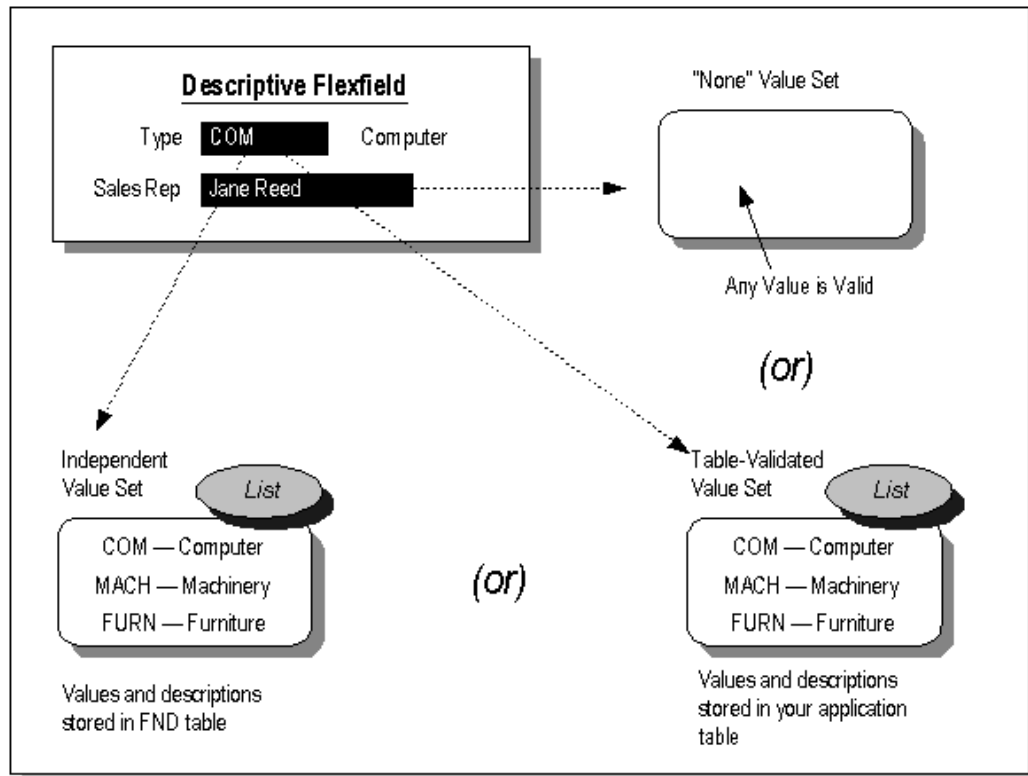 Descriptive Flexfield
Type COM Computer
Sales Rep Jane Reed
"None" Value Set
Any Value is Valid
(or)
Independent
Value Set
List
COM — Computer
MACH — Machinery
FURN — Furniture
Values and descriptions
stored in FND table
(or)
Table-Validated
Value Set
List
COM — Computer
MACH — Machinery
FURN — Furniture
Values and descriptions
stored in your application
table